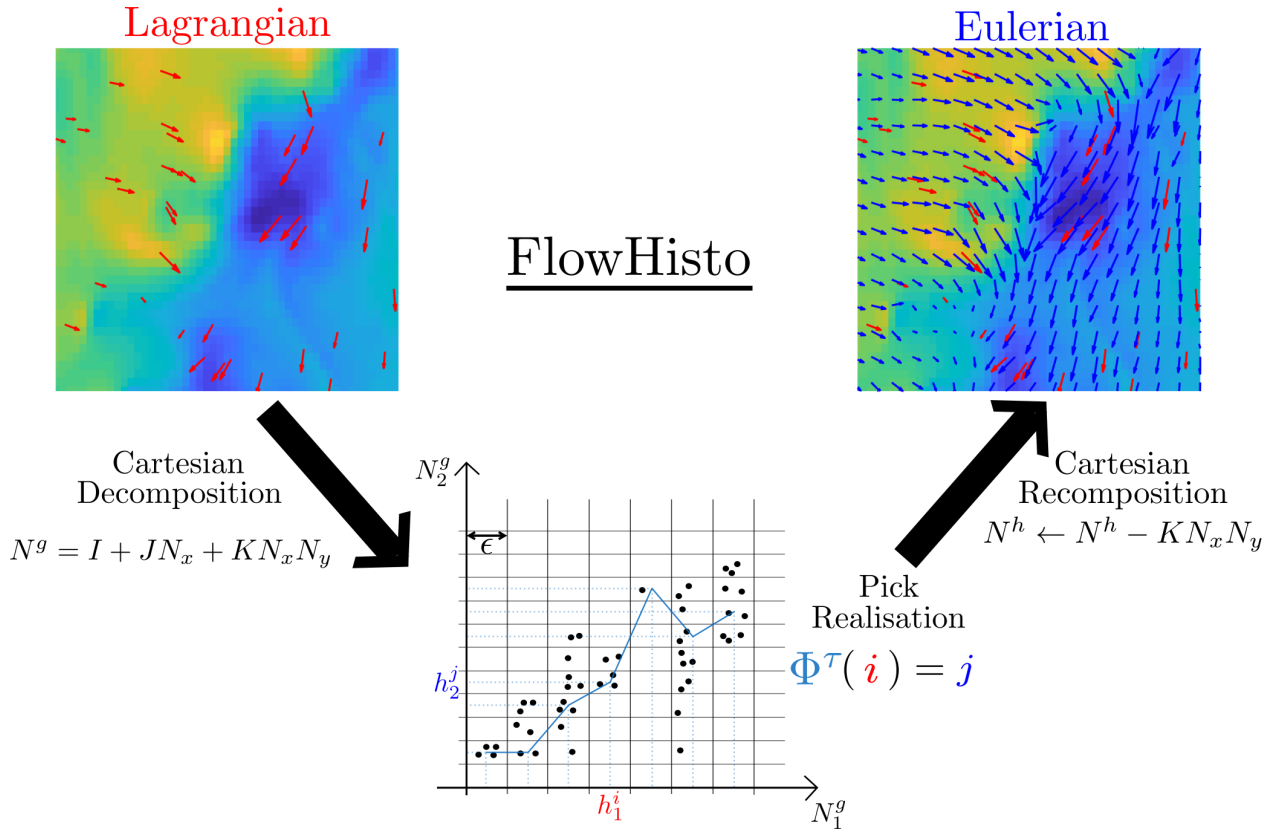 Lagrangian
Eulerian
FlowHisto
Cartesian
Decomposition
N^g = I + JN_x + KN_xN_y
N_2^g
ϵ
h_2^j
h_1^i
N_1^g
Pick
Realisation
Φ^τ( i ) = j
Cartesian
Recomposition
N^h ← N^h − KN_xN_y